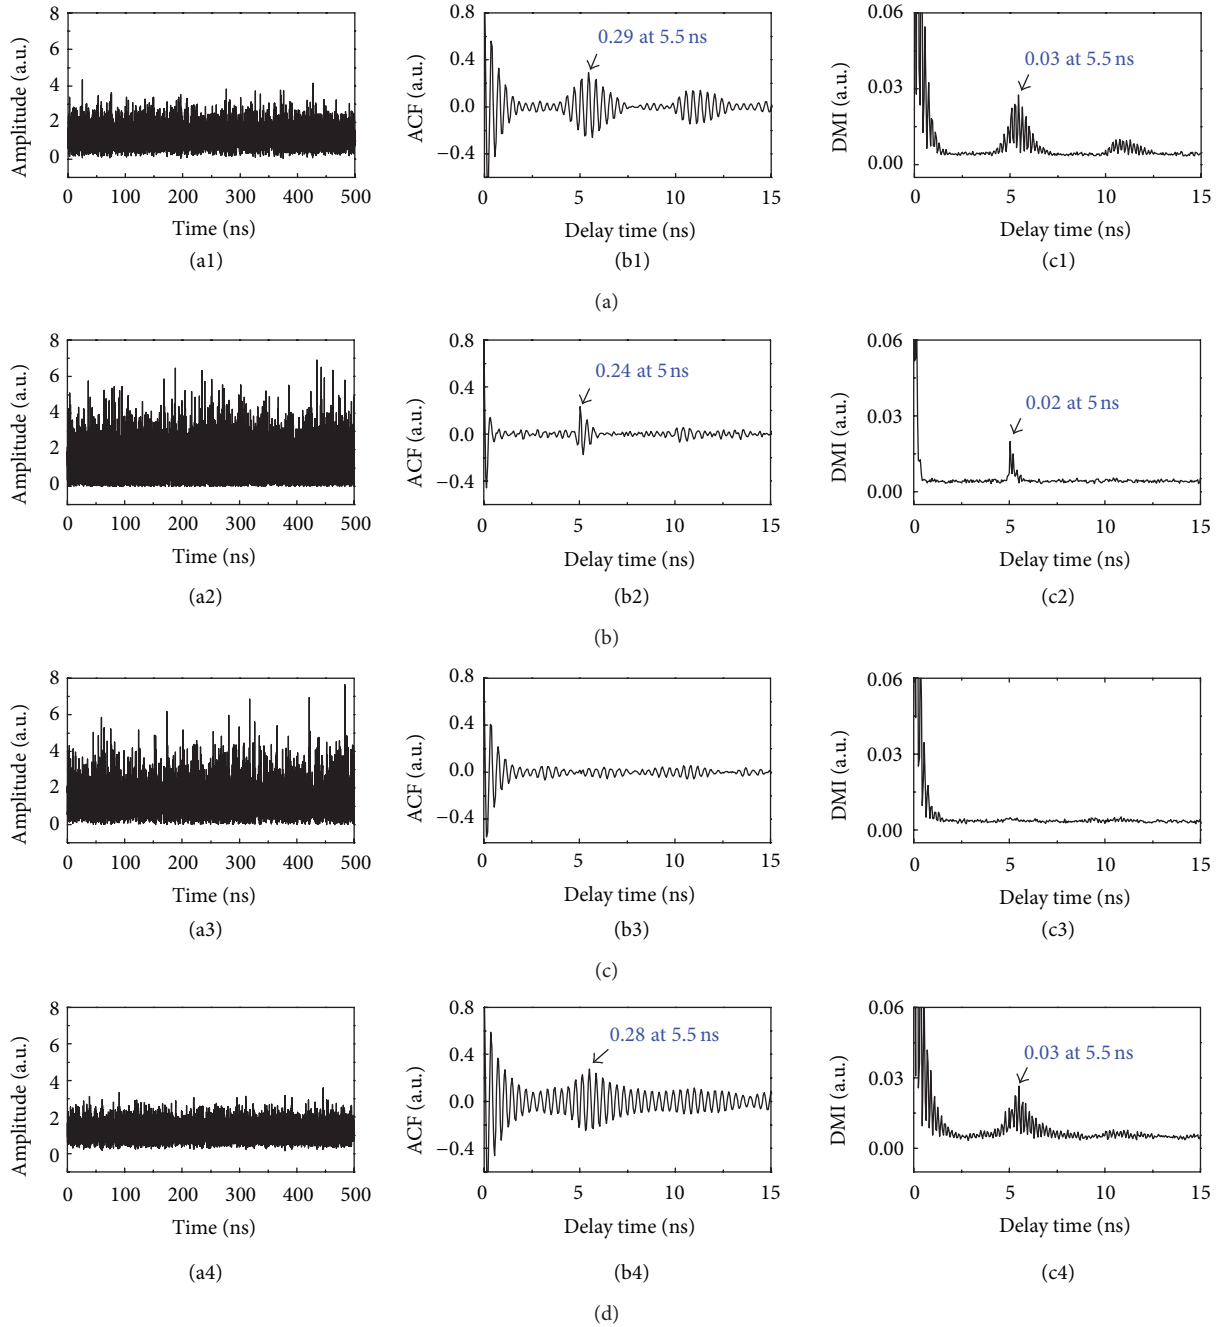 8
6
4
2
0
Amplitude (a.u.)
0 100 200 300 400 500
Time (ns)
(a1)
0.8
0.4
0.0
−0.4
ACF (a.u.)
0.29 at 5.5 ns
0 5 10 15
Delay time (ns)
(b1)
0.06
0.03
0.00
DMI (a.u.)
0.03 at 5.5 ns
0 5 10 15
Delay time (ns)
(c1)
(a)
8
6
4
2
0
Amplitude (a.u.)
0 100 200 300 400 500
Time (ns)
(a2)
0.8
0.4
0.0
−0.4
ACF (a.u.)
0.24 at 5 ns
0 5 10 15
Delay time (ns)
(b2)
0.06
0.03
0.00
DMI (a.u.)
0.02 at 5 ns
0 5 10 15
Delay time (ns)
(c2)
(b)
8
6
4
2
0
Amplitude (a.u.)
0 100 200 300 400 500
Time (ns)
(a3)
0.8
0.4
0.0
−0.4
ACF (a.u.)
0 5 10 15
Delay time (ns)
(b3)
0.06
0.03
0.00
DMI (a.u.)
0 5 10 15
Delay time (ns)
(c3)
(c)
8
6
4
2
0
Amplitude (a.u.)
0 100 200 300 400 500
Time (ns)
(a4)
0.8
0.4
0.0
−0.4
ACF (a.u.)
0.28 at 5.5 ns
0 5 10 15
Delay time (ns)
(b4)
0.06
0.03
0.00
DMI (a.u.)
0.03 at 5.5 ns
0 5 10 15
Delay time (ns)
(c4)
(d)